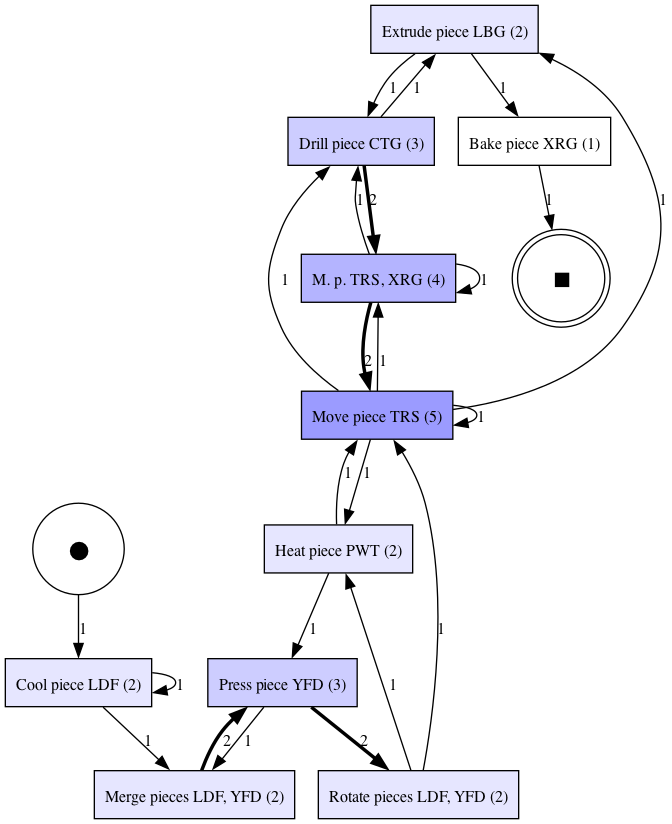 Extrude piece LBG (2)
1 1 1
Drill piece CTG (3)
Bake piece XRG (1)
1 2 1 1
M. p. TRS, XRG (4)
1 1
2 1
Move piece TRS (5)
1
1 1
Heat piece PWT (2)
1 1 1
Cool piece LDF (2)
1
Press piece YFD (3)
1
1 2 1 2
Merge pieces LDF, YFD (2)
Rotate pieces LDF, YFD (2)